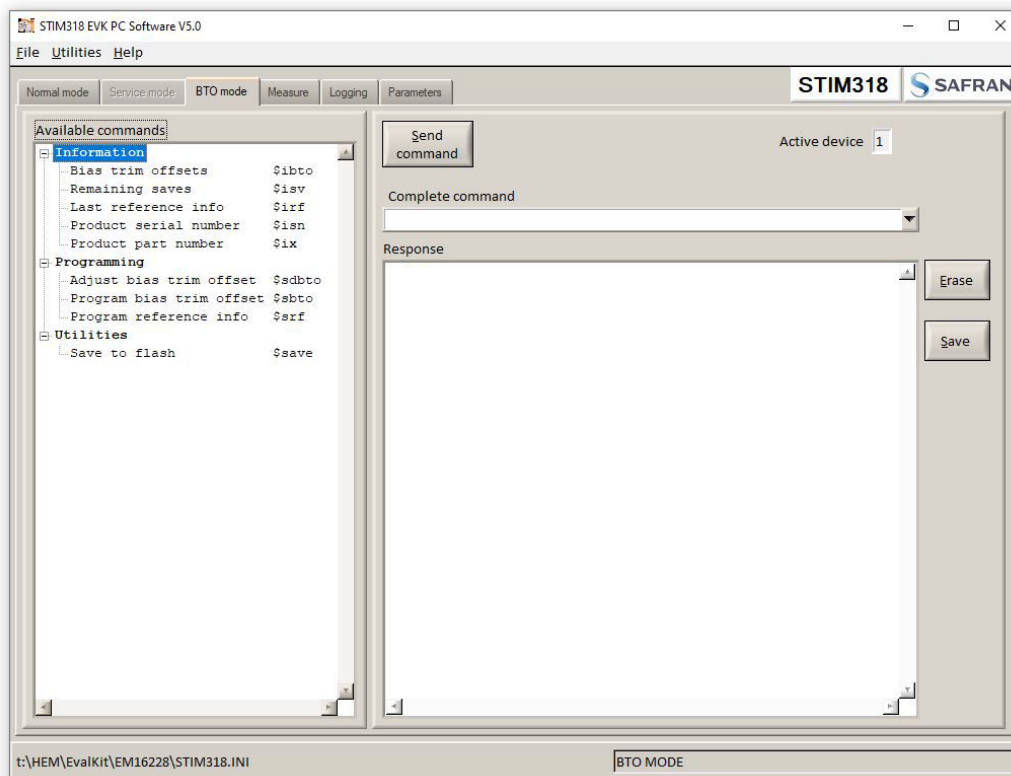 STIM318 EVK PC Software V5.0
File Utilities Help
Normal mode Service mode BTO mode Measure Logging Parameters
STIM318 SAFRAN
Available commands
Information
Bias trim offsets $ibto
Remaining saves $isv
Last reference info $irf
Product serial number $isn
Product part number $ix
Programming
Adjust bias trim offset $sdbto
Program bias trim offset $sbto
Program reference info $srf
Utilities
Save to flash $save
Send command
Active device 1
Complete command
Response
Erase
Save
t:\HEM\EvalKit\EM16228\STIM318.INI
BTO MODE